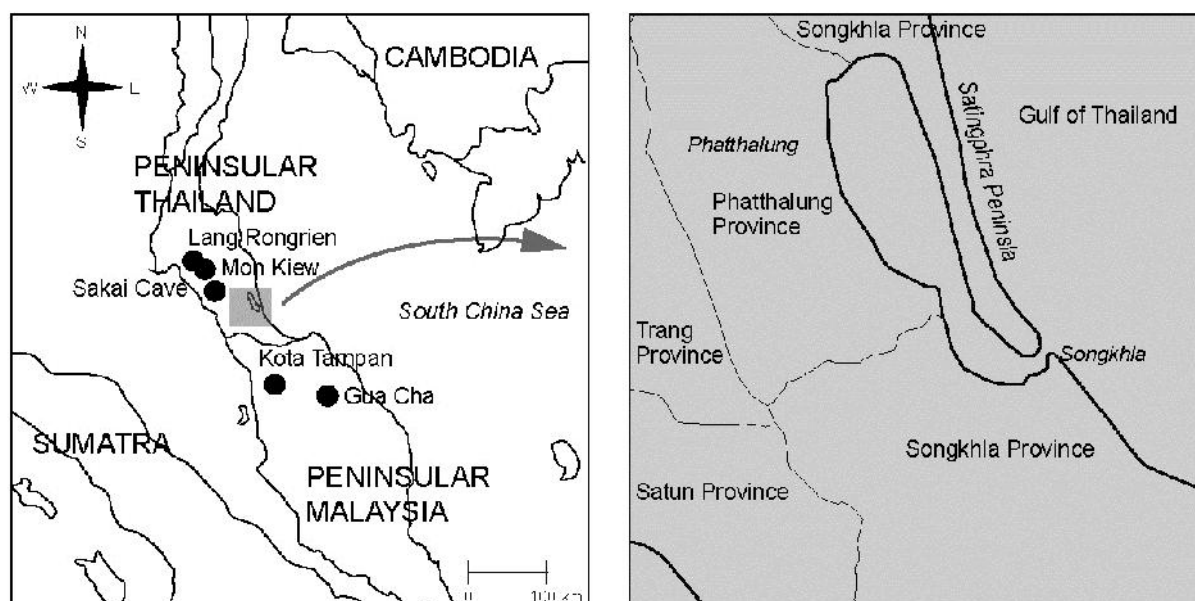 N
W
L
S
CAMBODIA
PENINSULAR
THAILAND
Lang Rongrien
Mon Kiew
Sakai Cave
South China Sea
Kota Tampan
Gua Cha
SUMATRA
PENINSULAR
MALAYSIA
0
Songkhla Province
Gulf of Thailand
Satingphra Peninsla
Phatthalung
Phatthalung
Province
Trang
Province
Songkhla
Songkhla Province
Satun Province